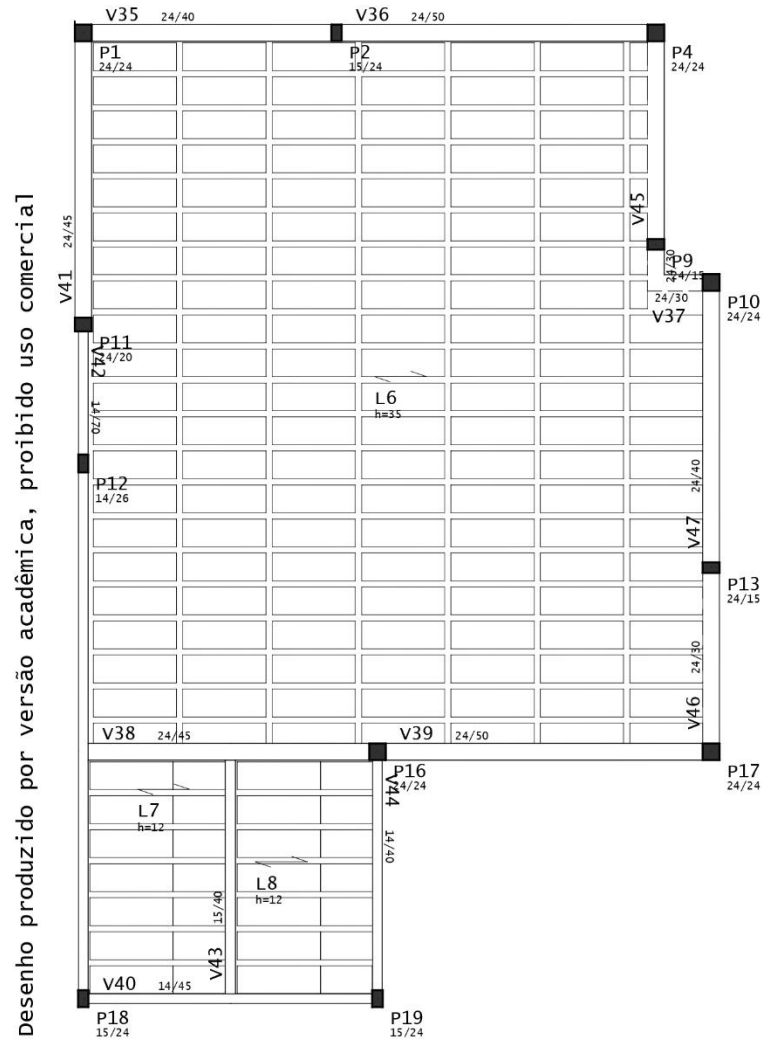 V35 24/40
V36 24/50
P1
24/24
P2
15/24
P4
24/24
V45
24/45
V41
24/30
P9
24/15
24/30
V37
P10
24/24
P11
24/20
V42
14/70
L6
h=35
P12
14/26
24/40
V47
P13
24/15
24/30
V46
V38 24/45
V39 24/50
P16
24/24
V44
14/40
P17
24/24
L7
h=12
L8
h=12
15/40
V43
V40 14/45
P18
15/24
P19
15/24
Desenho produzido por versão acadêmica, proibido uso comercial